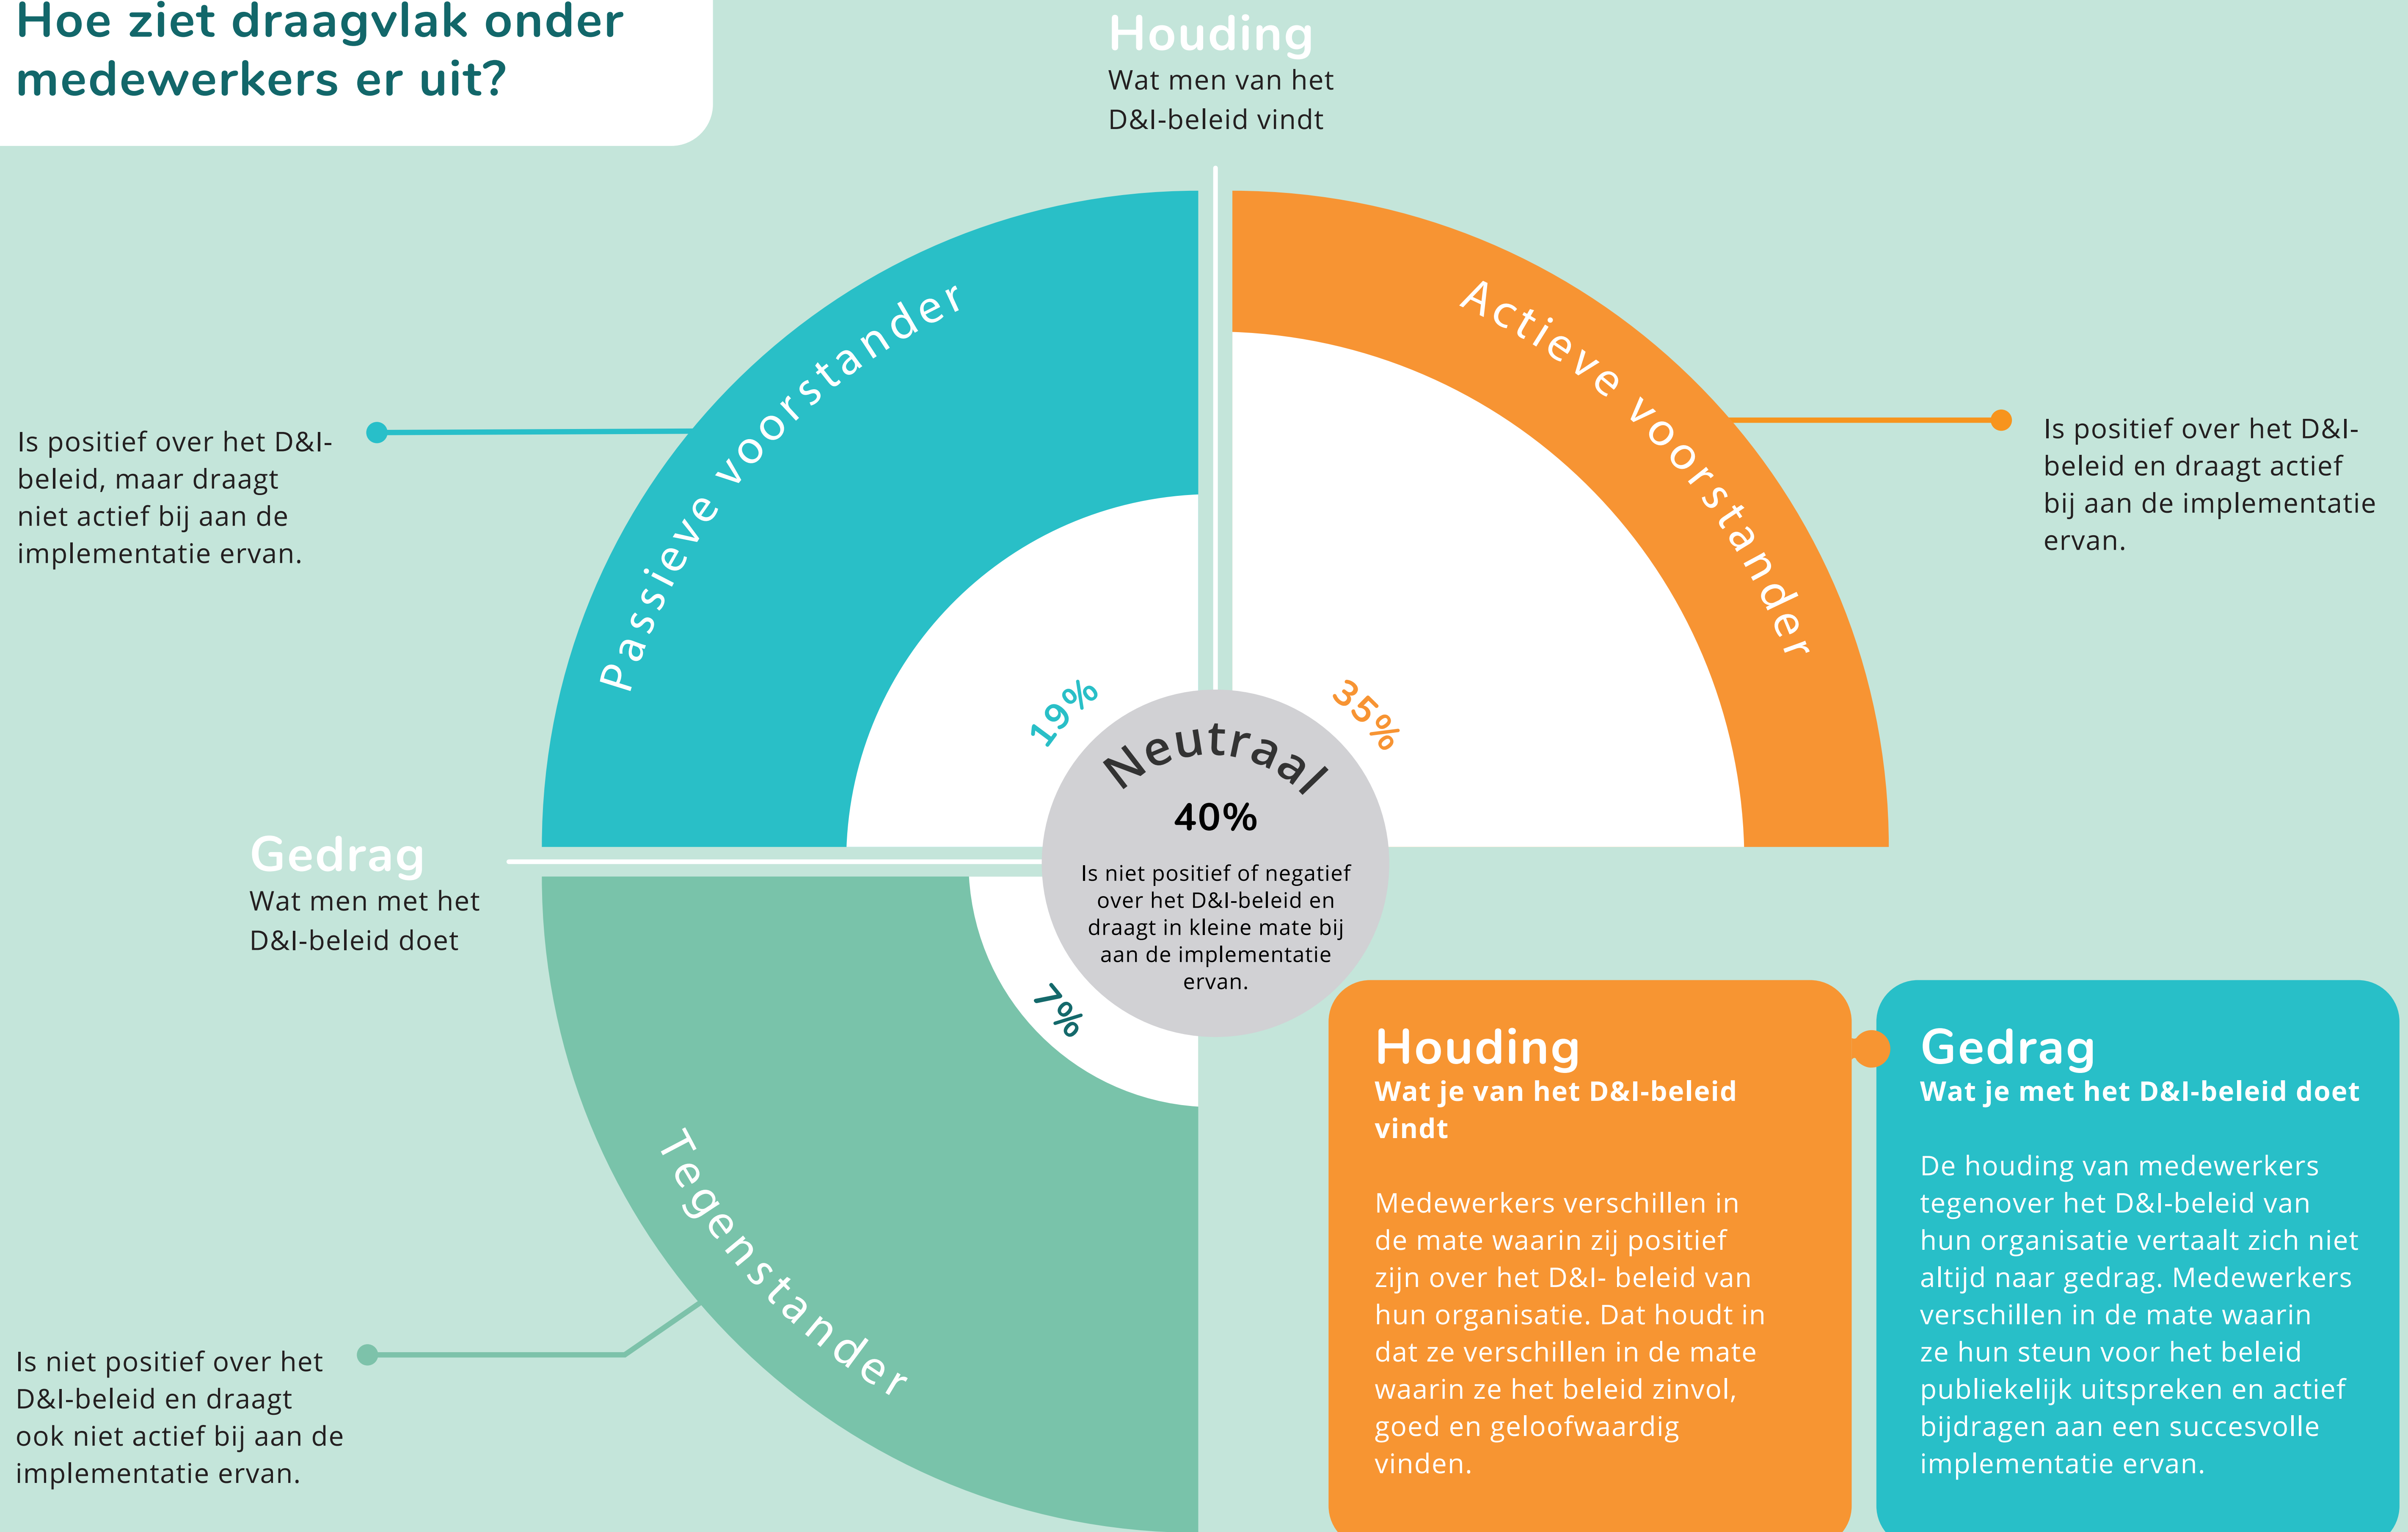 Hoe ziet draagvlak onder
medewerkers er uit?
Houding
Wat men van het
D&I-beleid vindt
Passieve voorstander
Actieve voorstander
Is positief over het D&I-
beleid, maar draagt
niet actief bij aan de
implementatie ervan.
Is positief over het D&I-
beleid en draagt actief
bij aan de implementatie
ervan.
19%
35%
Neutraal
40%
Is niet positief of negatief
over het D&I-beleid en
draagt in kleine mate bij
aan de implementatie
ervan.
Gedrag
Wat men met het
D&I-beleid doet
7%
Tegenstander
Is niet positief over het
D&I-beleid en draagt
ook niet actief bij aan de
implementatie ervan.
Houding
Wat je van het D&I-beleid
vindt
Medewerkers verschillen in
de mate waarin zij positief
zijn over het D&I- beleid van
hun organisatie. Dat houdt in
dat ze verschillen in de mate
waarin ze het beleid zinvol,
goed en geloofwaardig
vinden.
Gedrag
Wat je met het D&I-beleid doet
De houding van medewerkers
tegenover het D&I-beleid van
hun organisatie vertaalt zich niet
altijd naar gedrag. Medewerkers
verschillen in de mate waarin
ze hun steun voor het beleid
publiekelijk uitspreken en actief
bijdragen aan een succesvolle
implementatie ervan.